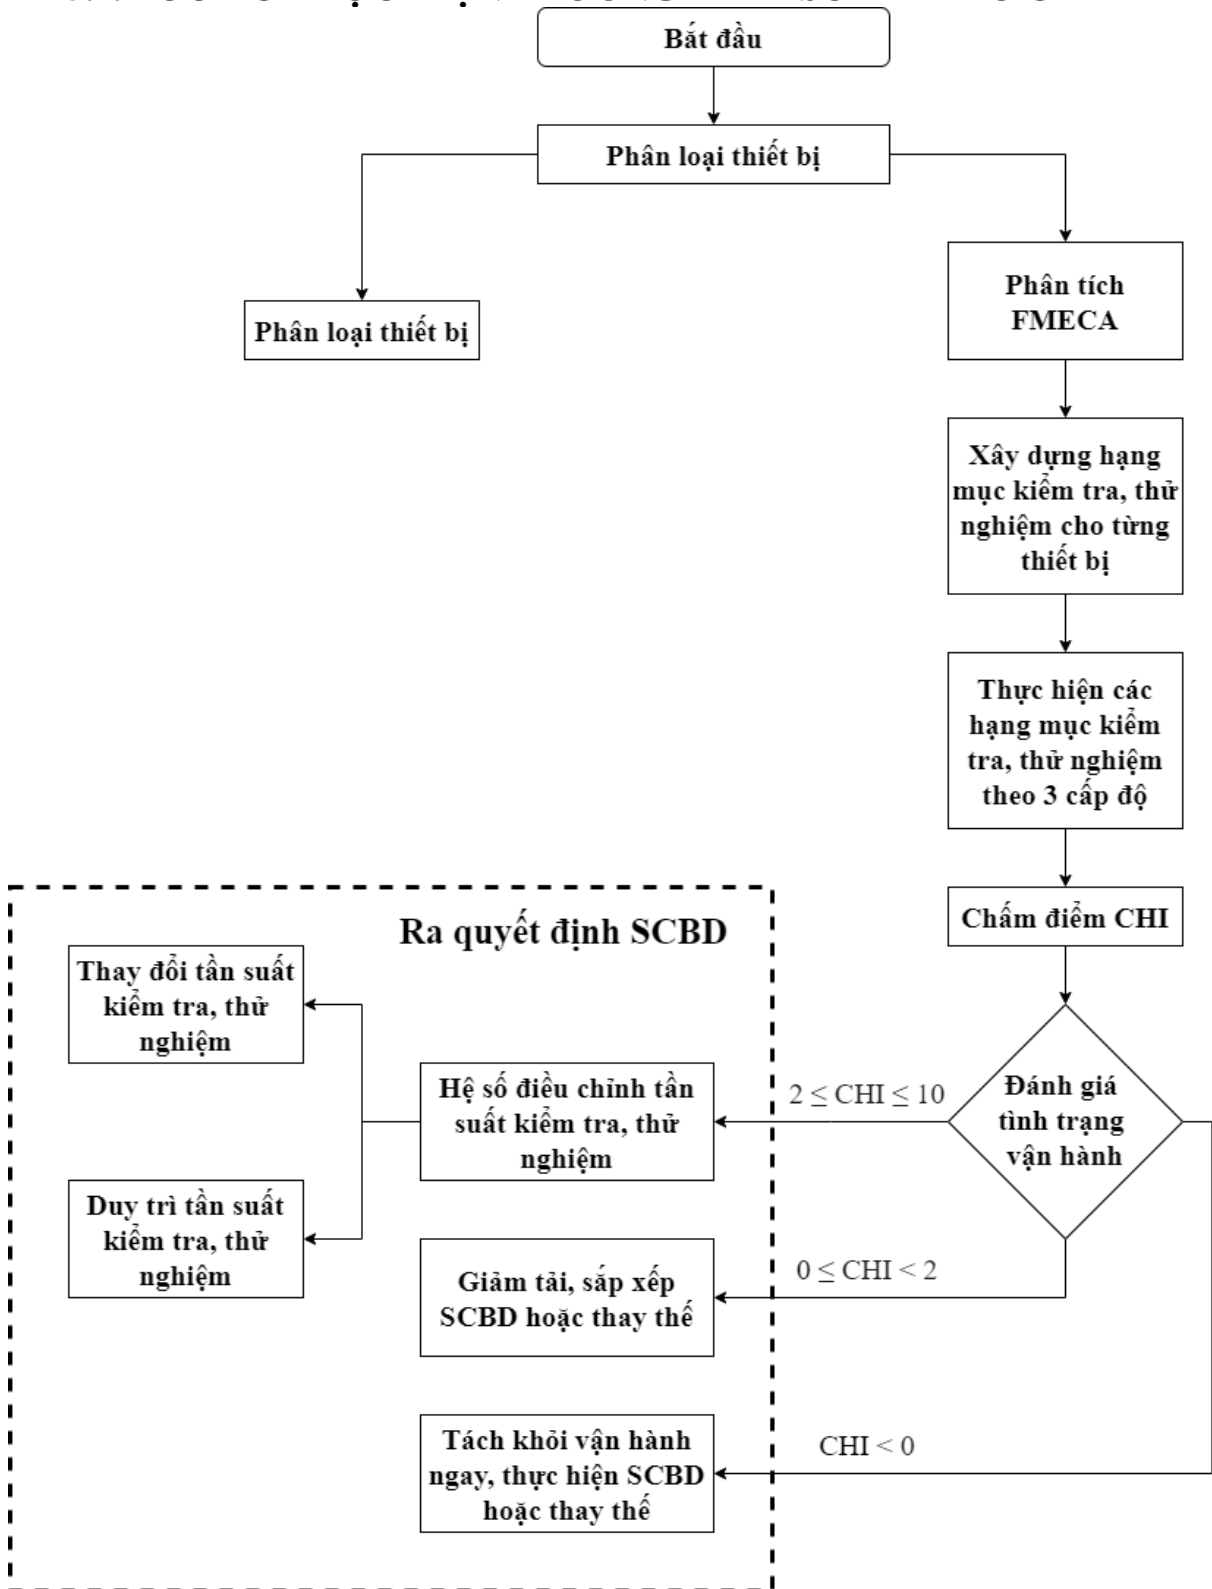 Bắt đầu
Phân loại thiết bị
Phân tích
FMECA
Phân loại thiết bị
Xây dựng hạng
mục kiểm tra, thử
nghiệm cho từng
thiết bị
Thực hiện các
hạng mục kiểm
tra, thử nghiệm
theo 3 cấp độ
Chấm điểm CHI
Đánh giá
tình trạng
vận hành
Ra quyết định SCBD
2 ≤ CHI ≤ 10
Hệ số điều chỉnh tần
suất kiểm tra, thử
nghiệm
Thay đổi tần suất
kiểm tra, thử
nghiệm
Duy trì tần suất
kiểm tra, thử
nghiệm
0 ≤ CHI < 2
Giảm tải, sắp xếp
SCBD hoặc thay thế
CHI < 0
Tách khỏi vận hành
ngay, thực hiện SCBD
hoặc thay thế